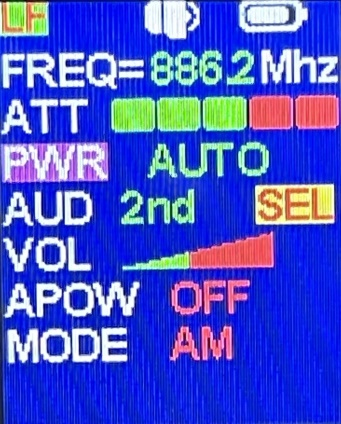 LF
FREQ=886.2Mhz
ATT
PWR AUTO
AUD 2nd SEL
VOL
APOW OFF
MODE AM